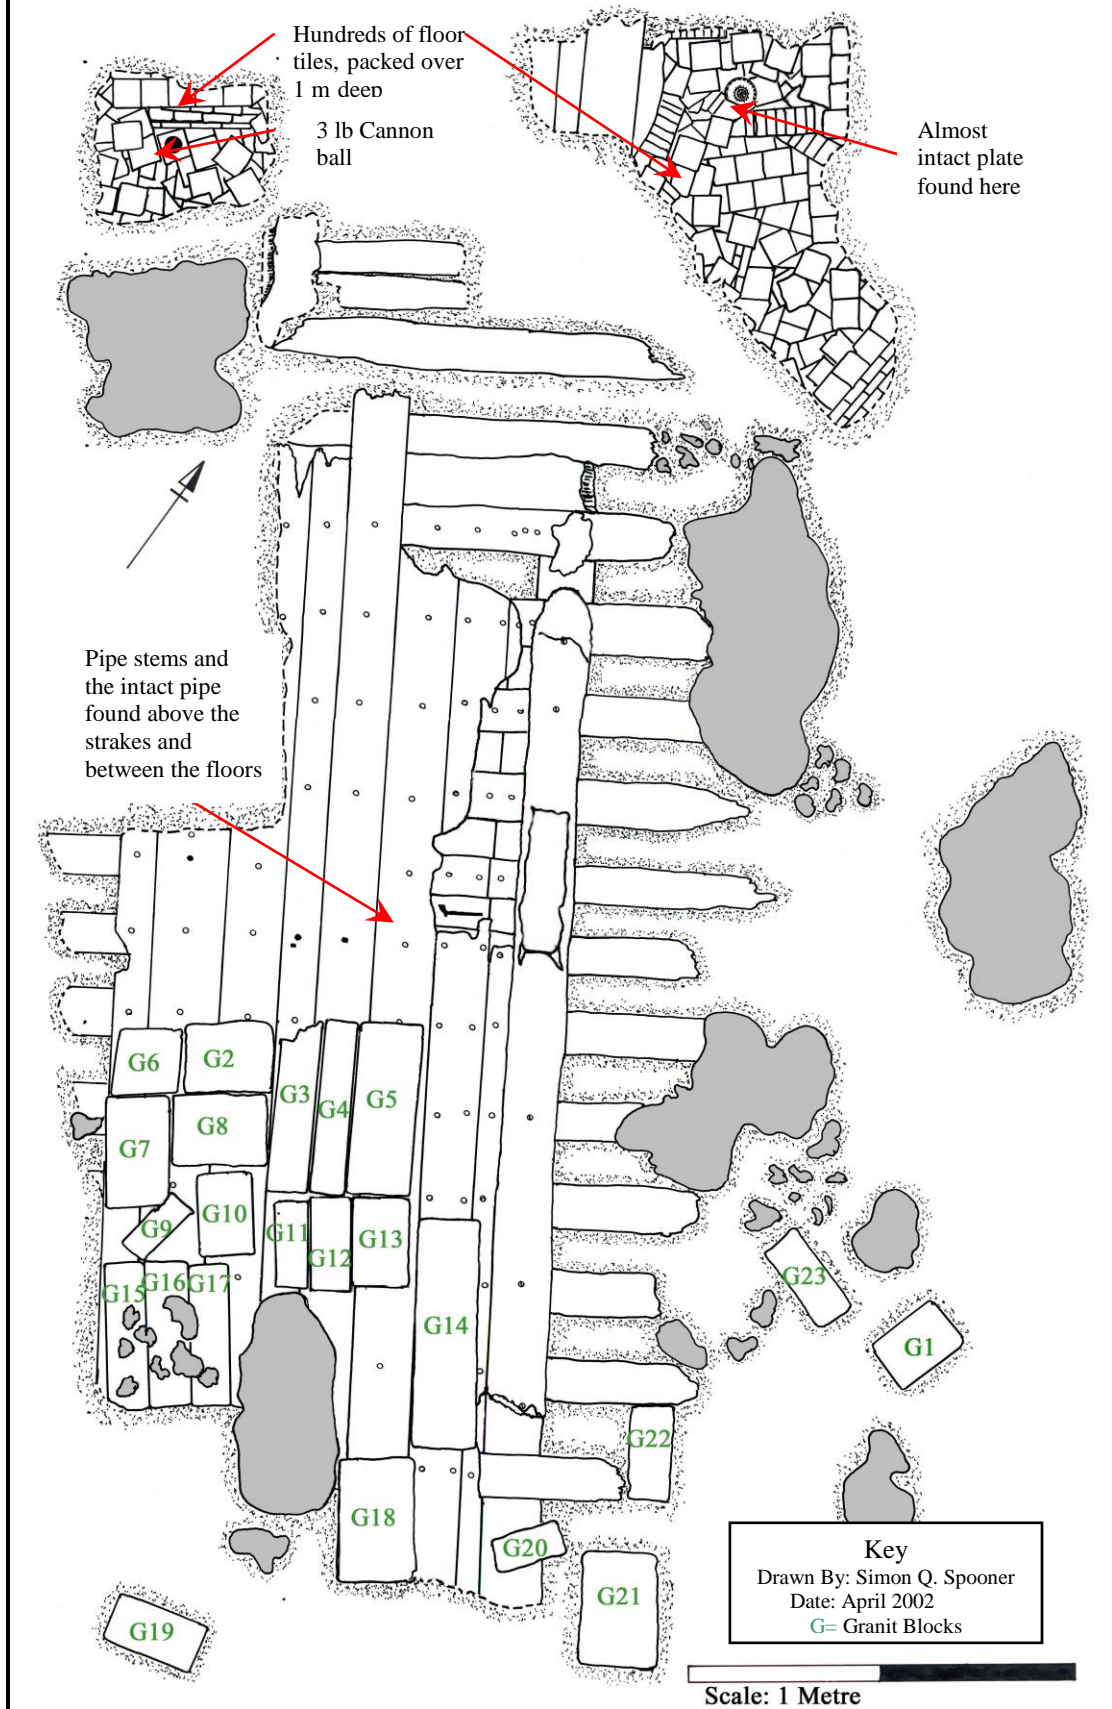 Hundreds of floor
tiles, packed over
1 m deep
3 lb Cannon
ball
Almost
intact plate
found here
Pipe stems and
the intact pipe
found above the
strakes and
between the floors
G6
G2
G3
G4
G5
G7
G8
G9
G10
G11
G12
G13
G15
G16
G17
G14
G23
G1
G22
G18
G20
G21
G19
Key
Drawn By: Simon Q. Spooner
Date: April 2002
G= Granit Blocks
Scale: 1 Metre